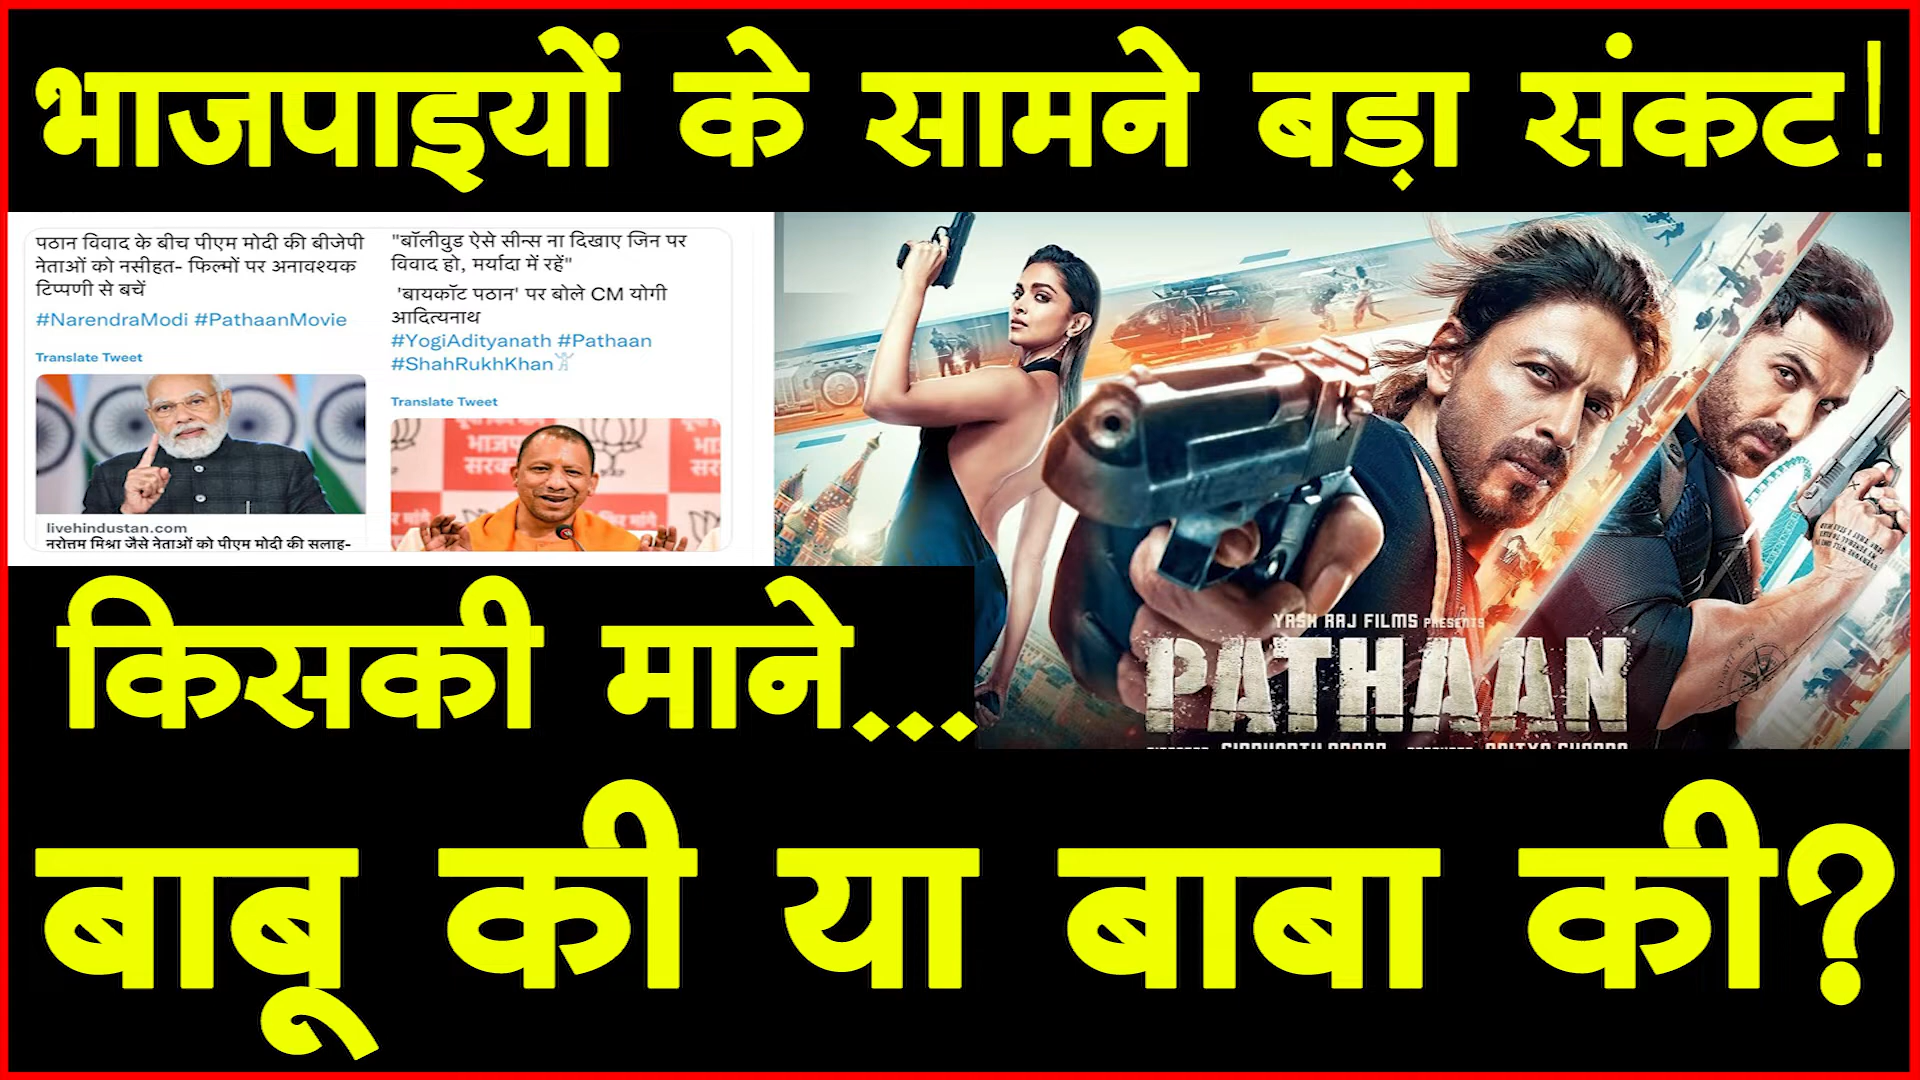 भाजपाइयों के सामने बड़ा संकट!
पठान विवाद के बीच पीएम मोदी की बीजेपी
नेताओं को नसीहत- फिल्मों पर अनावश्यक
टिप्पणी से बचें
#NarendraModi #PathaanMovie
Translate Tweet
livehindustan.com
नरोत्तम मिश्रा जैसे नेताओं को पीएम मोदी की सलाह-
"बॉलीवुड ऐसे सीन्स ना दिखाए जिन पर
विवाद हो, मर्यादा में रहें"
'बायकॉट पठान' पर बोले CM योगी
आदित्यनाथ
#YogiAdityanath #Pathaan
#ShahRukhKhan
Translate Tweet
YASH RAJ FILMS PRESENTS
PATHAAN
किसकी माने...
बाबू की या बाबा की?